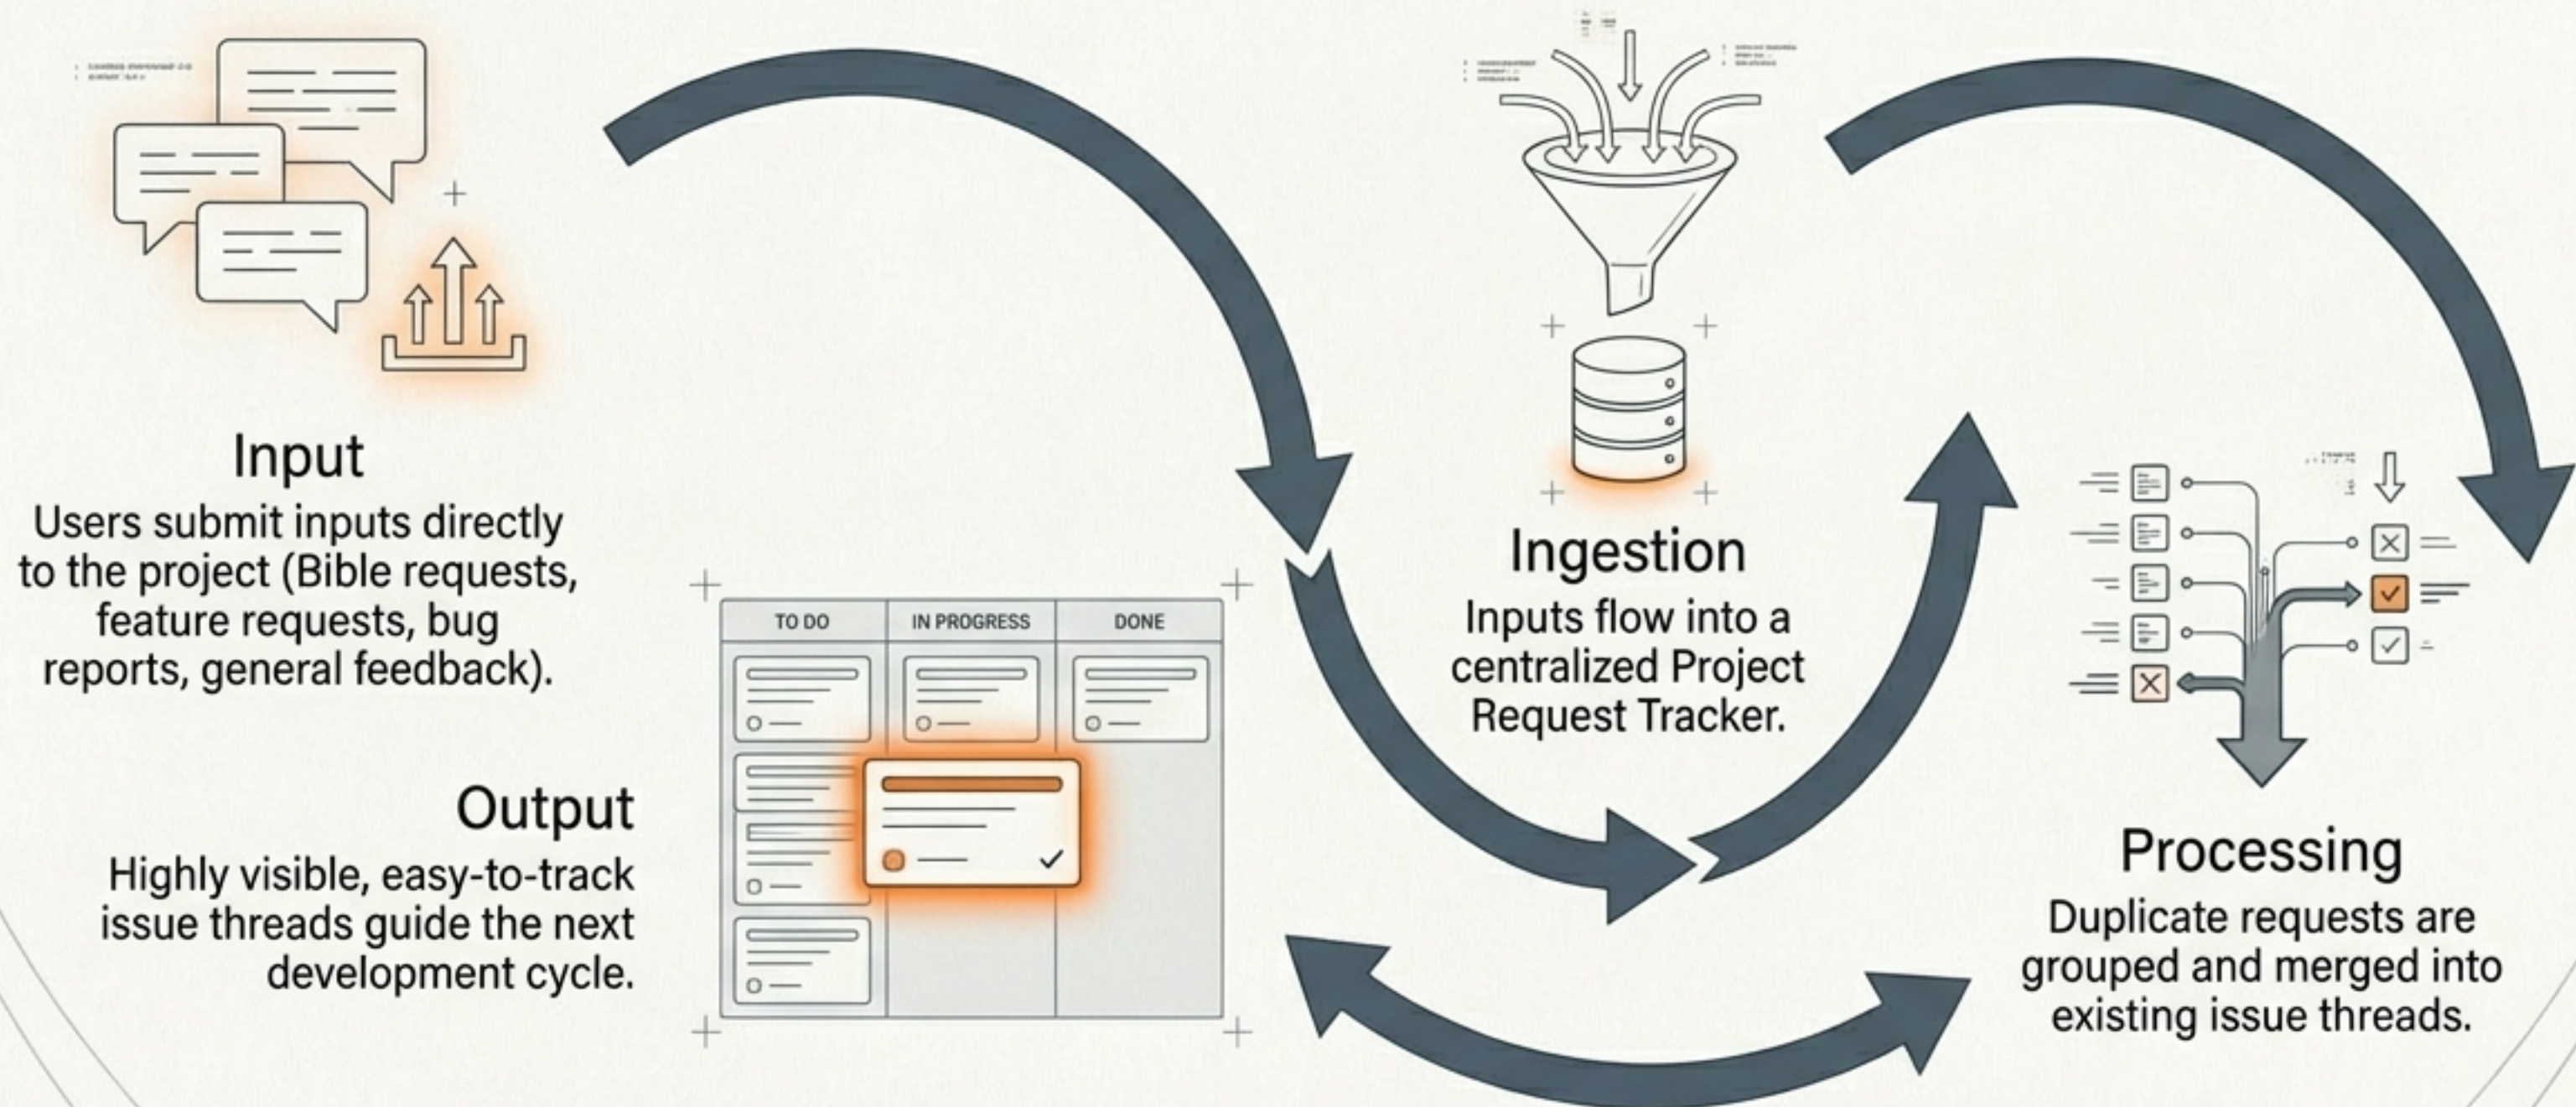 Input
Users submit inputs directly
to the project (Bible requests,
feature requests, bug
reports, general feedback).
Ingestion
Inputs flow into a
centralized Project
Request Tracker.
Processing
Duplicate requests are
grouped and merged into
existing issue threads.
Output
Highly visible, easy-to-track
issue threads guide the next
development cycle.
TO DO
IN PROGRESS
DONE